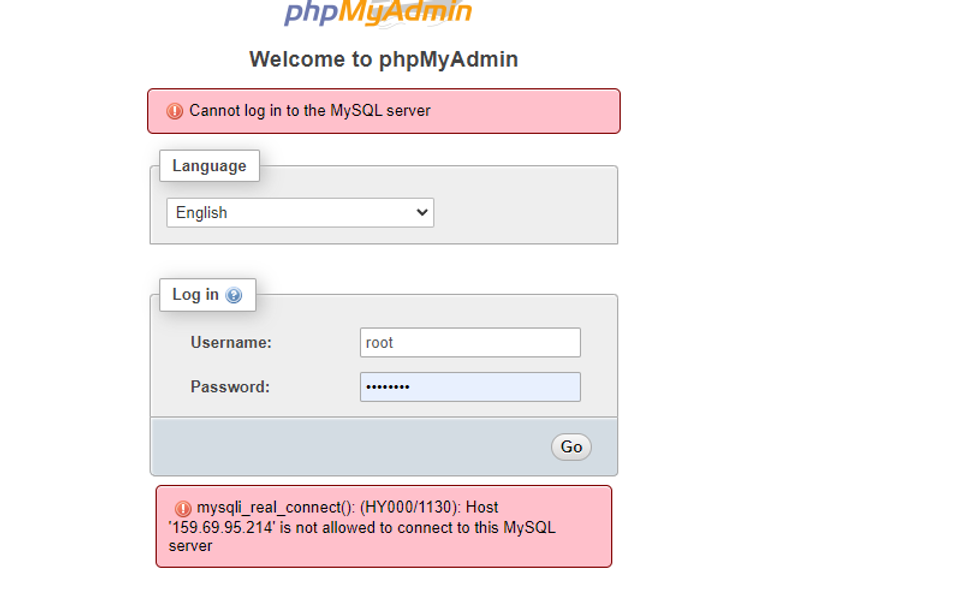 phpMyAdmin
Welcome to phpMyAdmin
Cannot log in to the MySQL server
Language
English
Log in
Username:
root
Password:
••••••••
Go
mysqli_real_connect(): (HY000/1130): Host
'159.69.95.214' is not allowed to connect to this MySQL
server